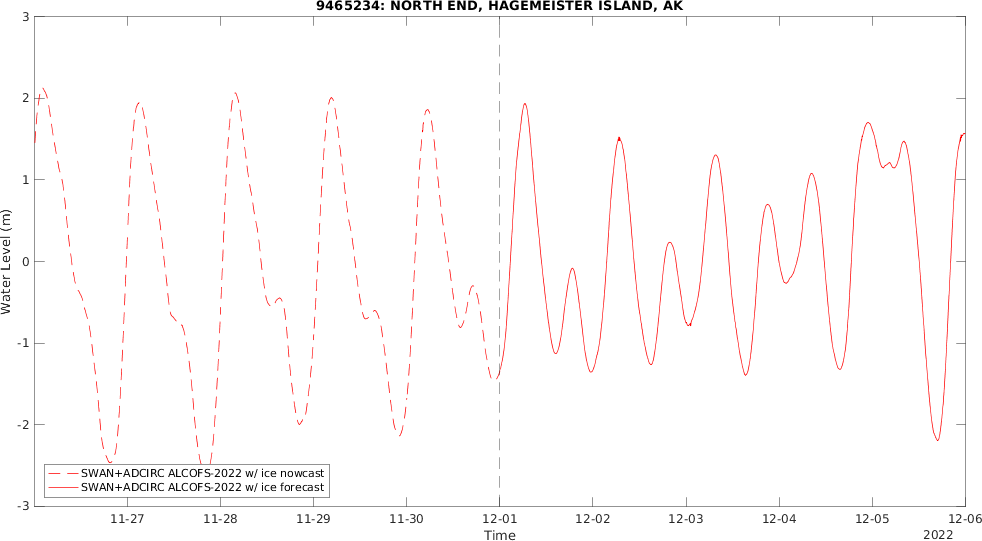 9465234: NORTH END, HAGEMEISTER ISLAND, AK
3
2
1
0
-1
-2
-3
Water Level (m)
SWAN+ADCIRC ALCOFS-2022 w/ ice nowcast
SWAN+ADCIRC ALCOFS-2022 w/ ice forecast
11-27 11-28 11-29 11-30 12-01 12-02 12-03 12-04 12-05 12-06
Time
2022